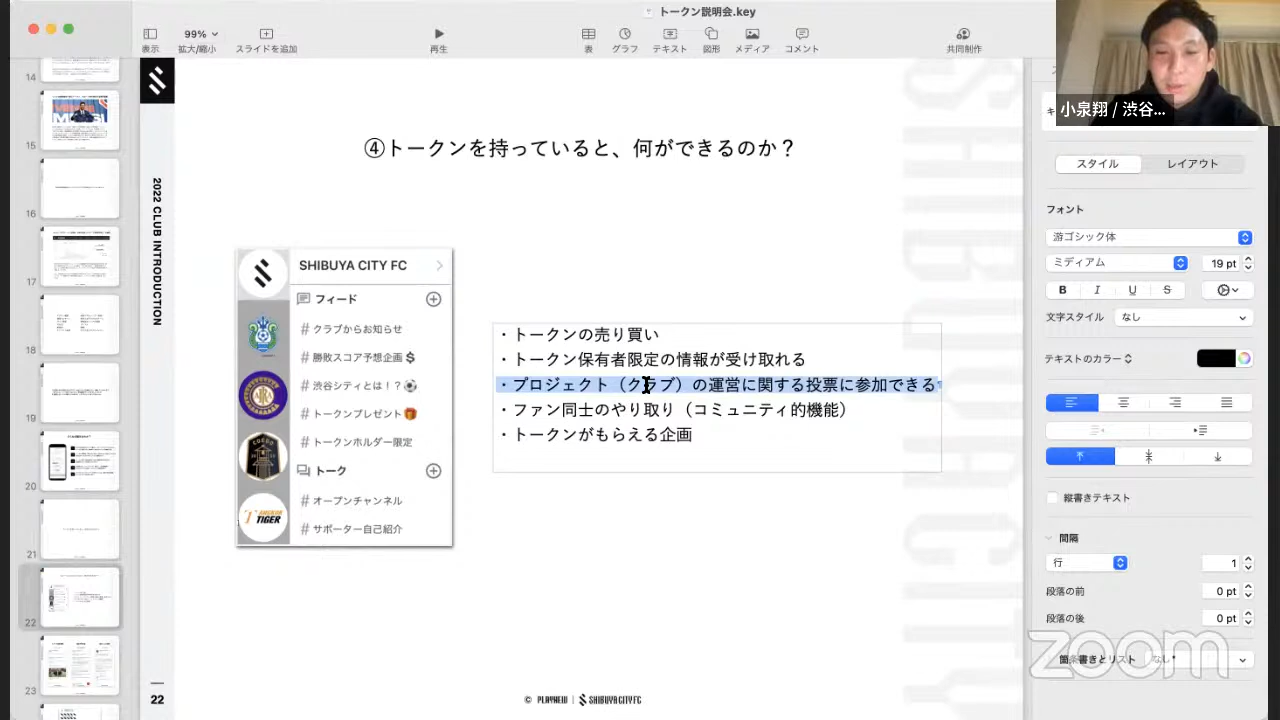 トークン説明会.key
99%
表示
拡大/縮小
スライドを追加
再生
表
グラフ
テキスト
図形
メディア
コメント
共同制作
小泉翔 / 渋谷...
14
15
16
17
18
19
20
21
22
23
2022 CLUB INTRODUCTION
④トークンを持っていると、何ができるのか？
SHIBUYA CITY FC
フィード
# クラブからお知らせ
# 勝敗スコア予想企画
# 渋谷シティとは！？
# トークンプレゼント
# トークンホルダー限定
トーク
# オープンチャンネル
# サポーター自己紹介
TIGER
・トークンの売り買い
・トークン保有者限定の情報が受け取れる
・プロジェクト（クラブ）の運営に関する投票に参加できる
・ファン同士のやり取り（コミュニティ的機能）
・トークンがもらえる企画
22
© PLAYNEW | SHIBUYA CITY FC
スタイル
レイアウト
フォント
游ゴシック体
ミディアム
19 pt
B I U S
文字スタイル
なし
テキストのカラー
縦書きテキスト
間隔
行
1
段落の前
0 pt
段落の後
0 pt
箇条書きとリスト
なし
zoom